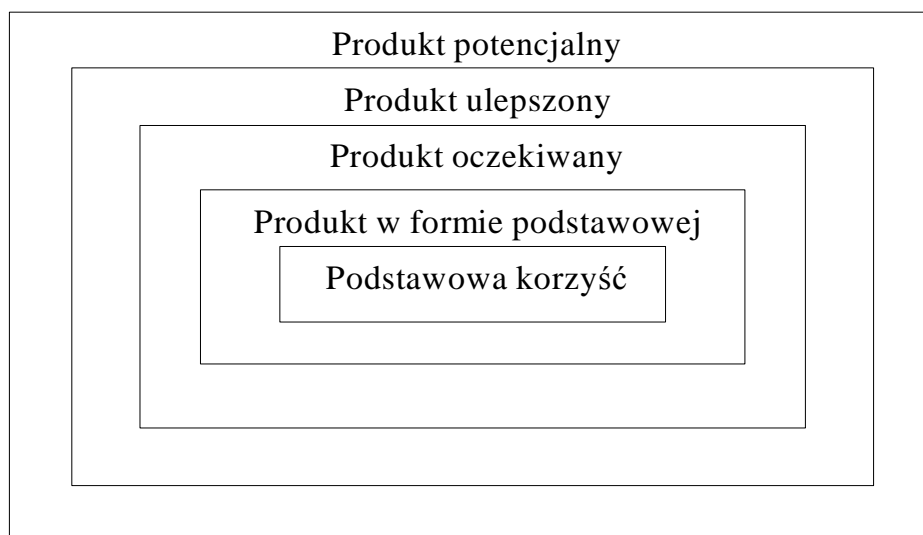 Produkt potencjalny
Produkt ulepszony
Produkt oczekiwany
Produkt w formie podstawowej
Podstawowa korzyść